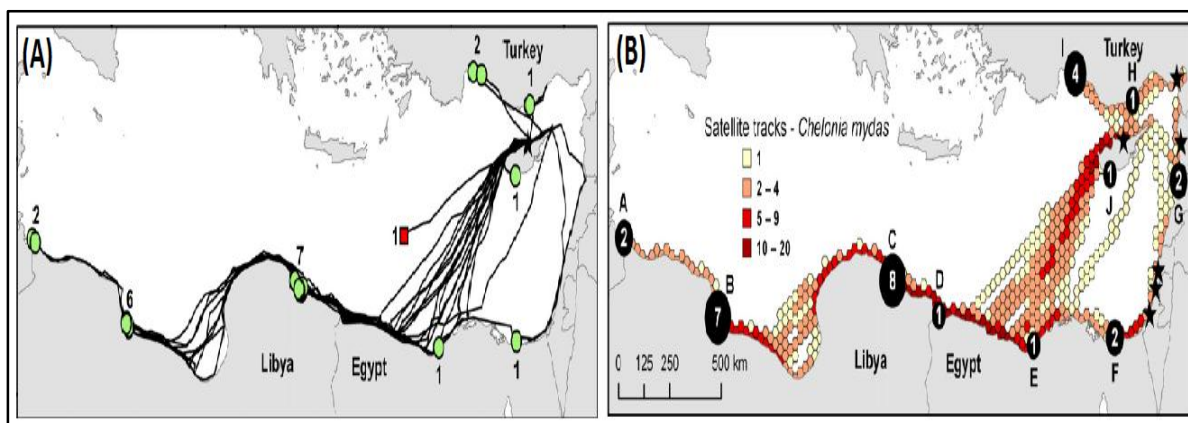 (A)
2
Turkey
1
1
1
2
7
6
Libya
Egypt
1
1
(B)
I
4
Turkey
H
1
Satellite tracks - Chelonia mydas
1
2 – 4
5 – 9
10 – 20
1
J
2
G
A
2
B
7
C
8
D
1
Libya
Egypt
1
E
2
F
0 125 250 500 km